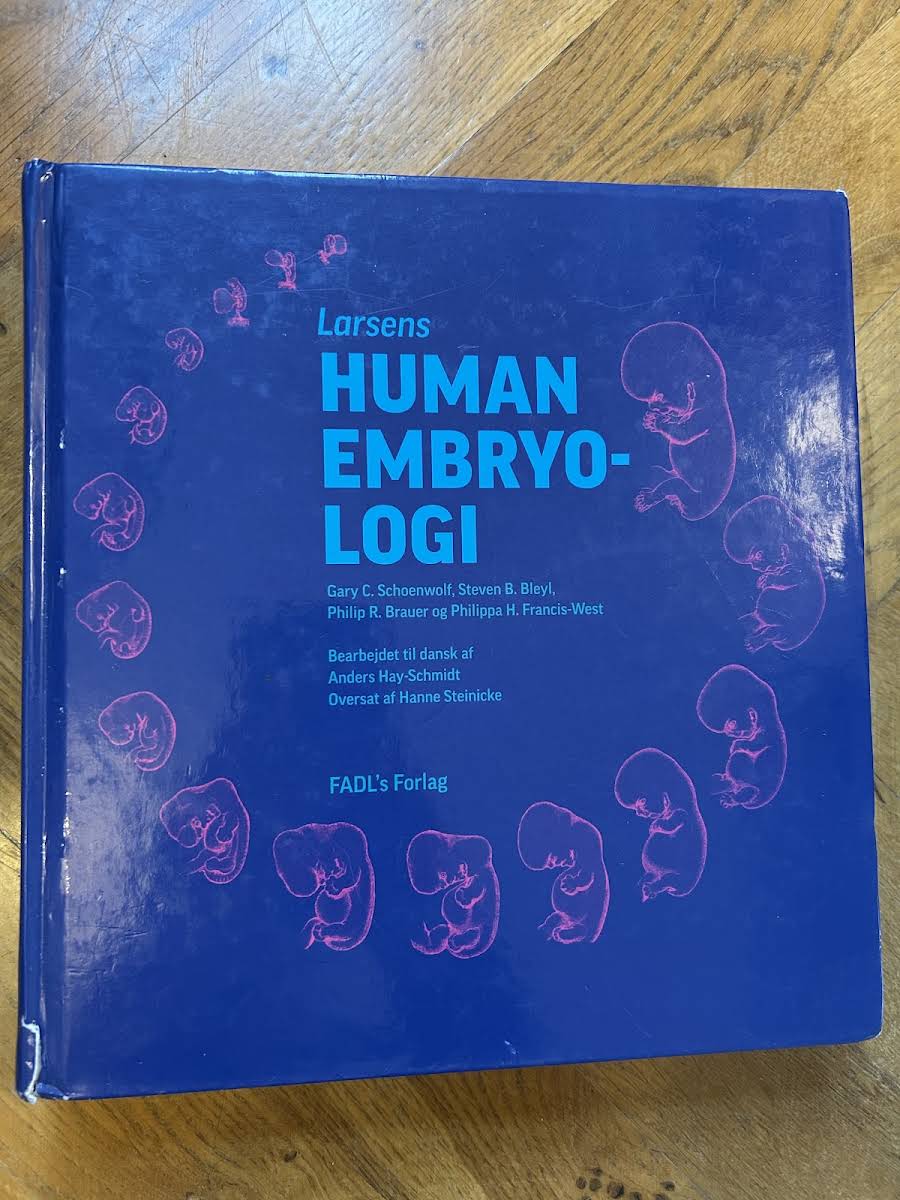 Larsens
HUMAN
EMBRYO-
LOGI
Gary C. Schoenwolf, Steven B. Bleyl,
Philip R. Brauer og Philippa H. Francis-West
Bearbejdet til dansk af
Anders Hay-Schmidt
Oversat af Hanne Steinicke
FADL's Forlag